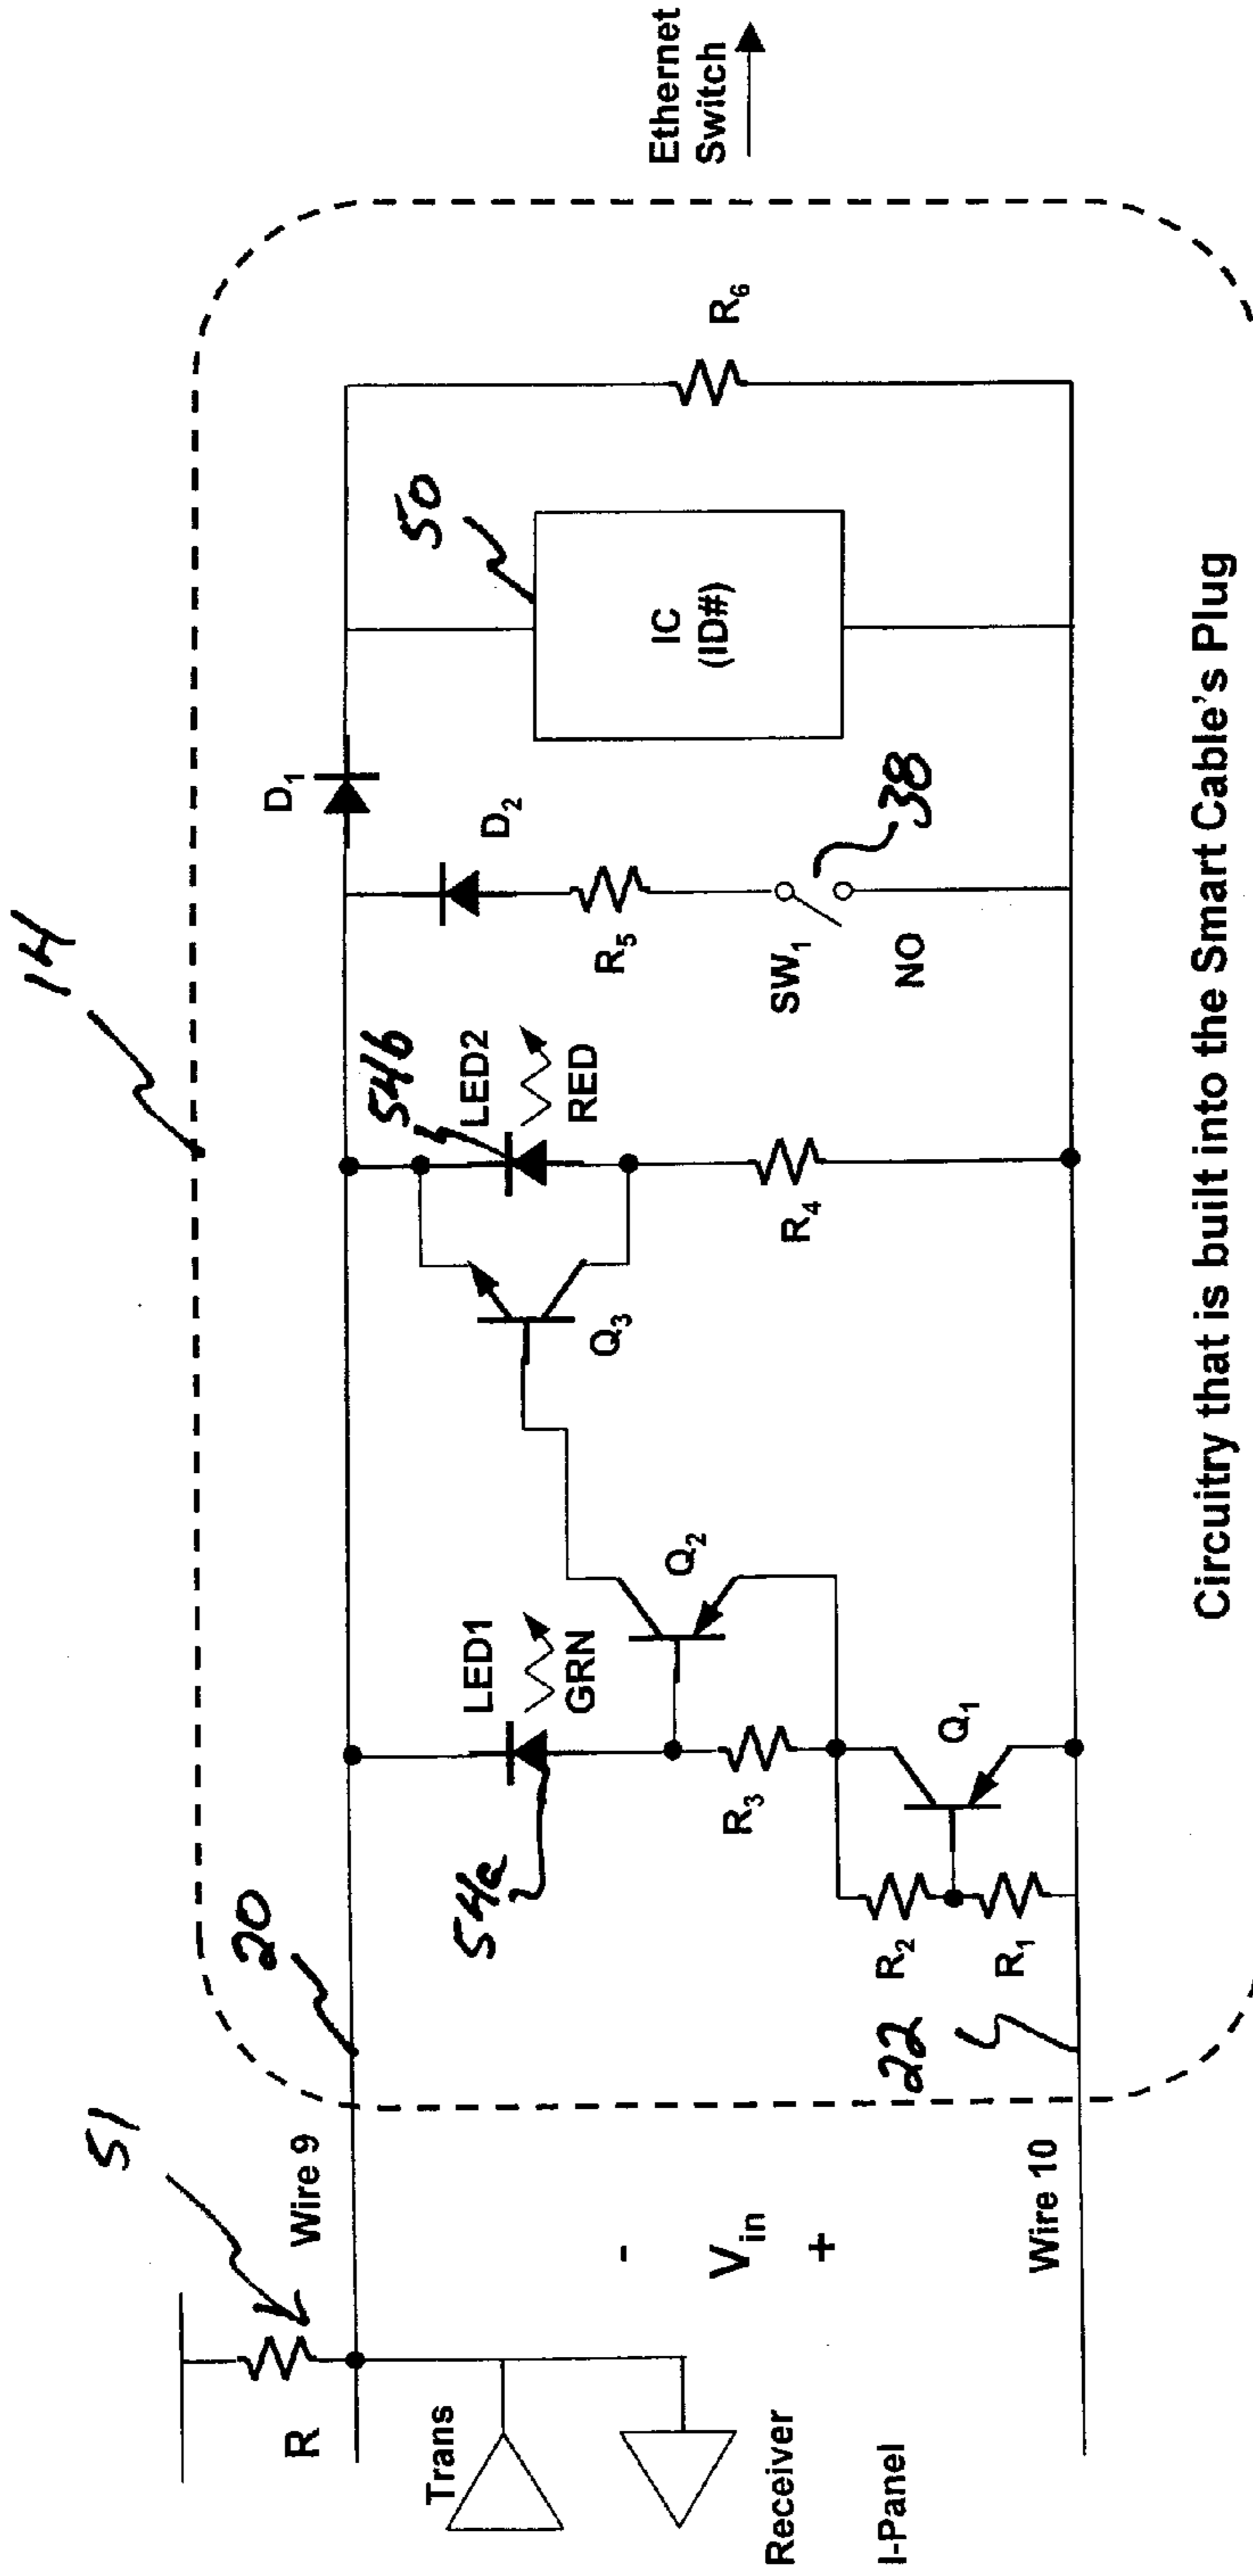 14
51
20
Wire 9
R
Trans
Receiver
I-Panel
-
V_in
+
Wire 10
22
54a
LED1
GRN
R₃
R₂
R₁
Q₁
Q₂
Q₃
54b
LED2
RED
R₄
D₁
D₂
R₅
SW₁
NO
38
50
IC
(ID#)
R₆
Ethernet
Switch
Circuitry that is built into the Smart Cable's Plug